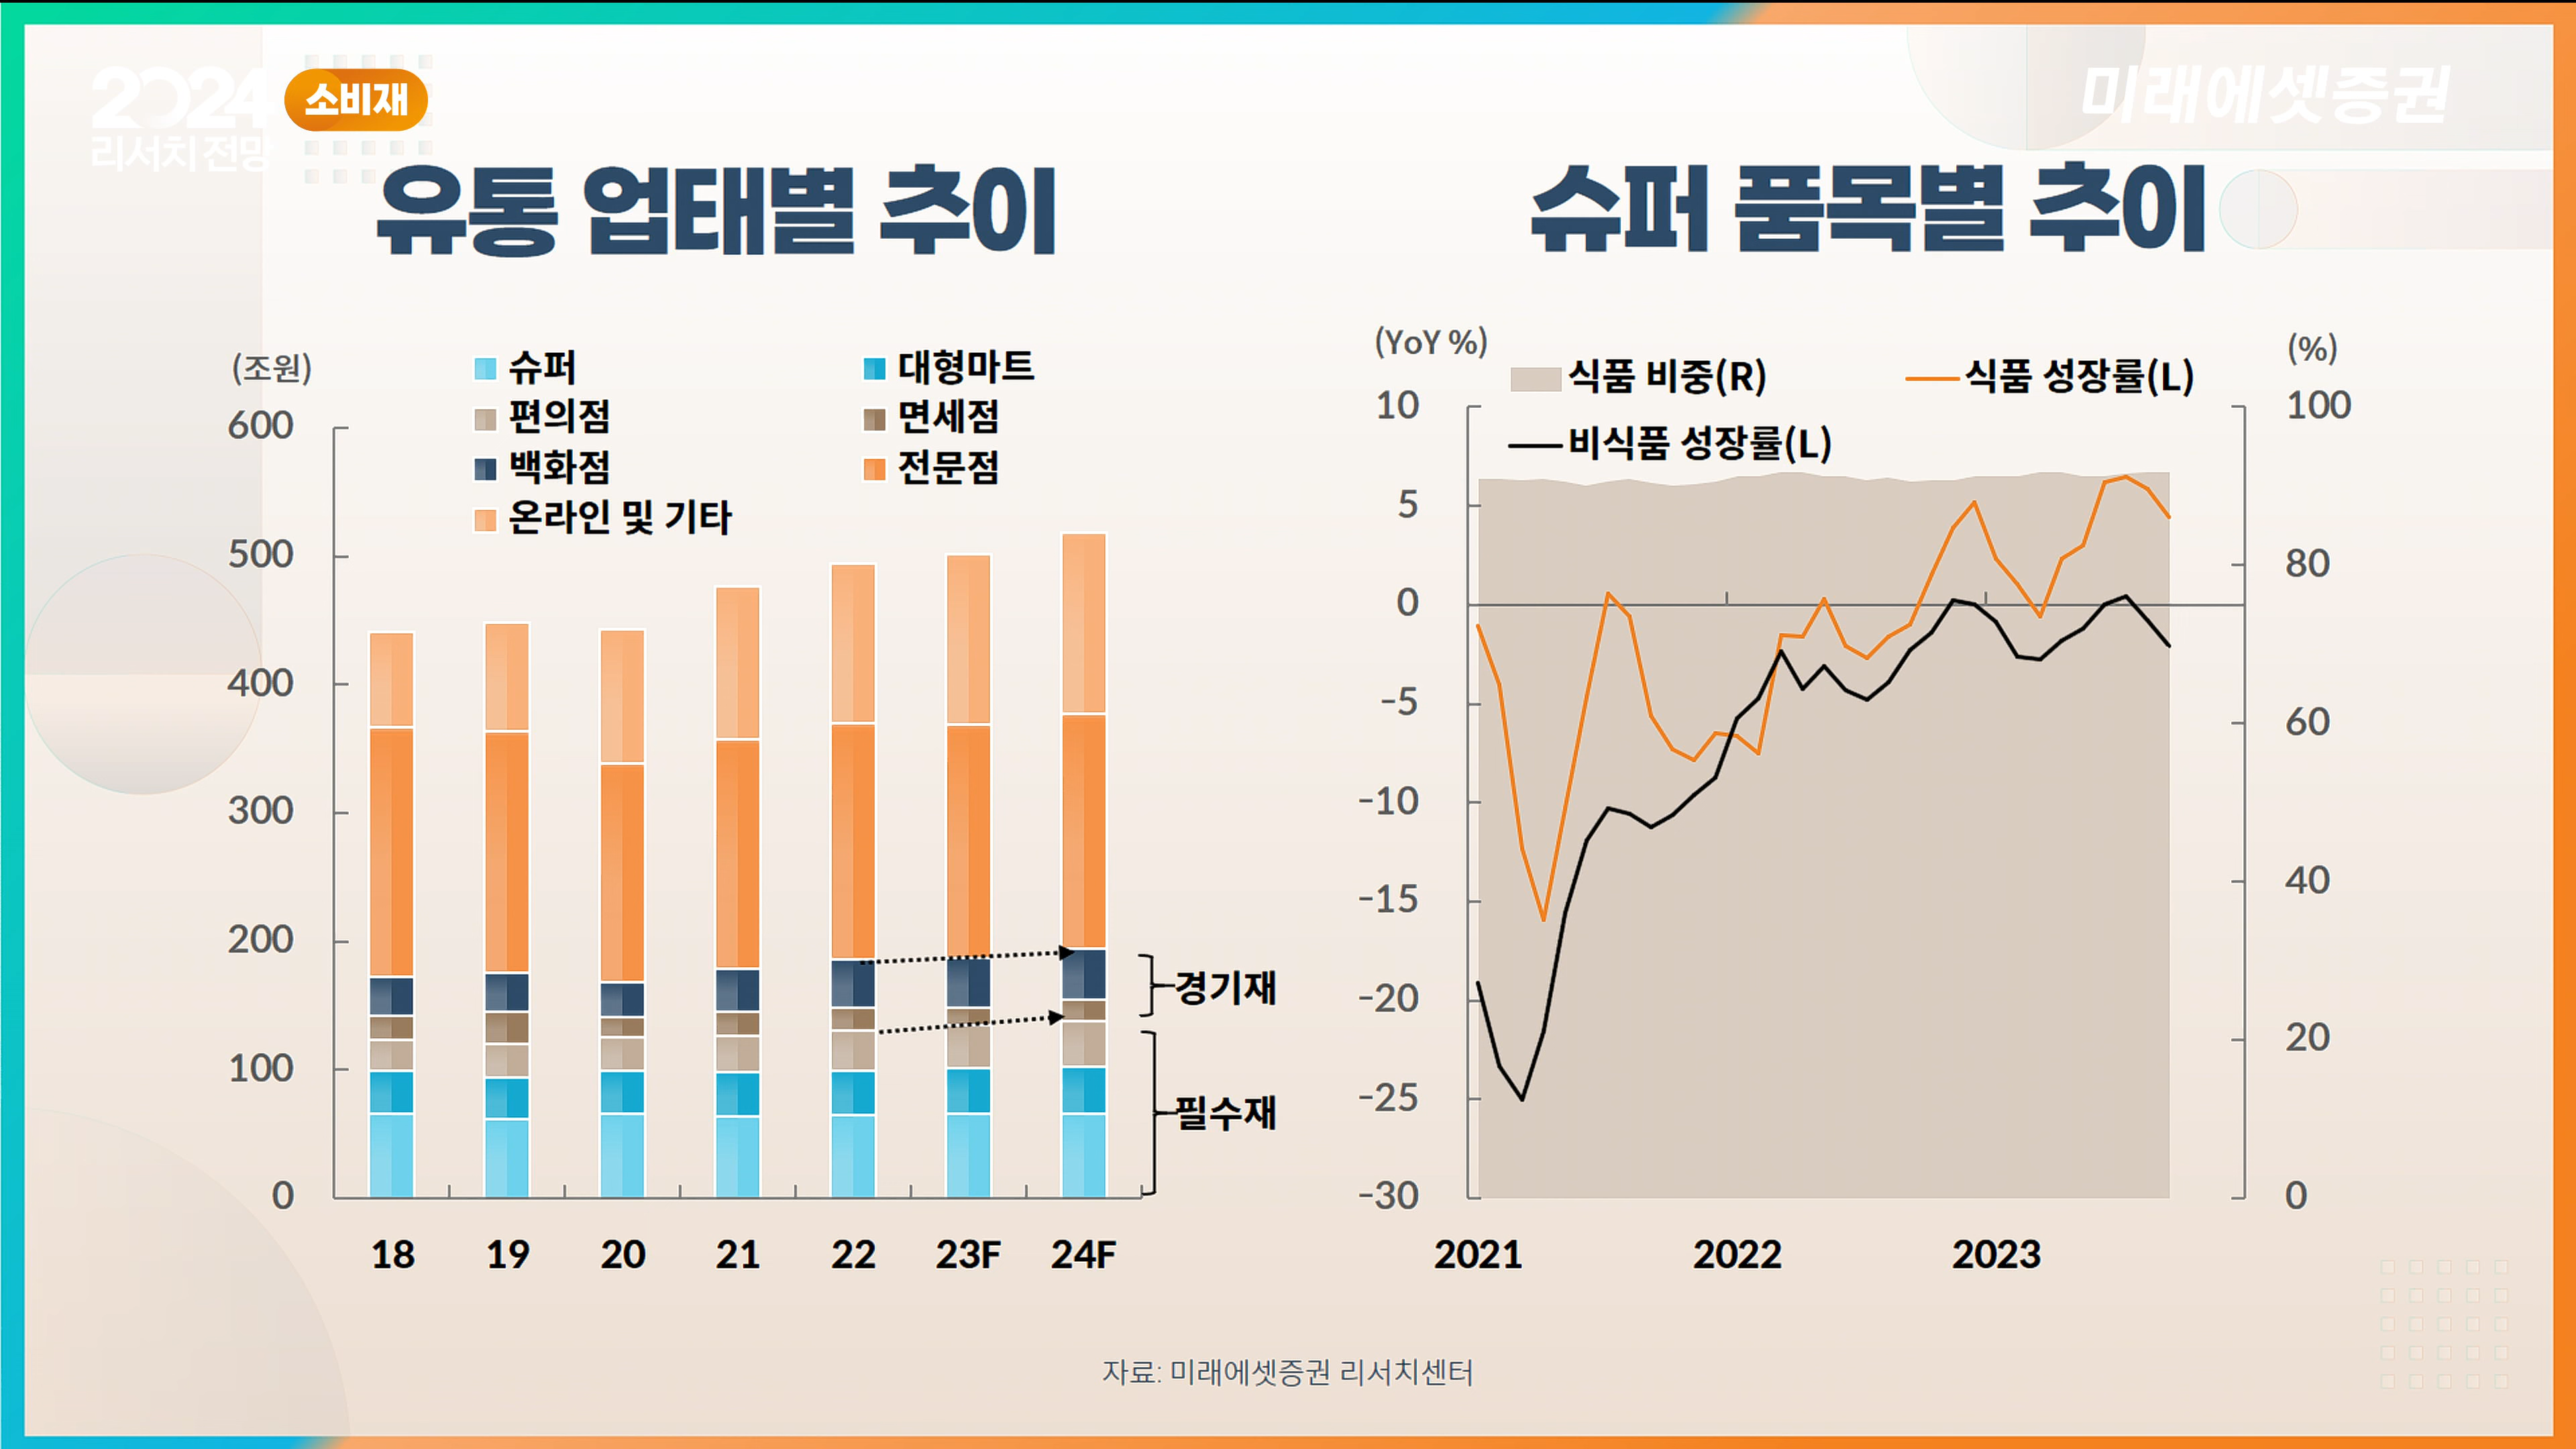 2024
리서치 전망
소비재
미래에셋증권
유통 업태별 추이
(조원)
슈퍼
대형마트
편의점
면세점
백화점
전문점
온라인 및 기타
600
500
400
300
200
100
0
경기재
필수재
18 19 20 21 22 23F 24F
슈퍼 품목별 추이
(YoY %)
(%)
식품 비중(R)
식품 성장률(L)
비식품 성장률(L)
10
5
0
-5
-10
-15
-20
-25
-30
100
80
60
40
20
0
2021 2022 2023
자료: 미래에셋증권 리서치센터